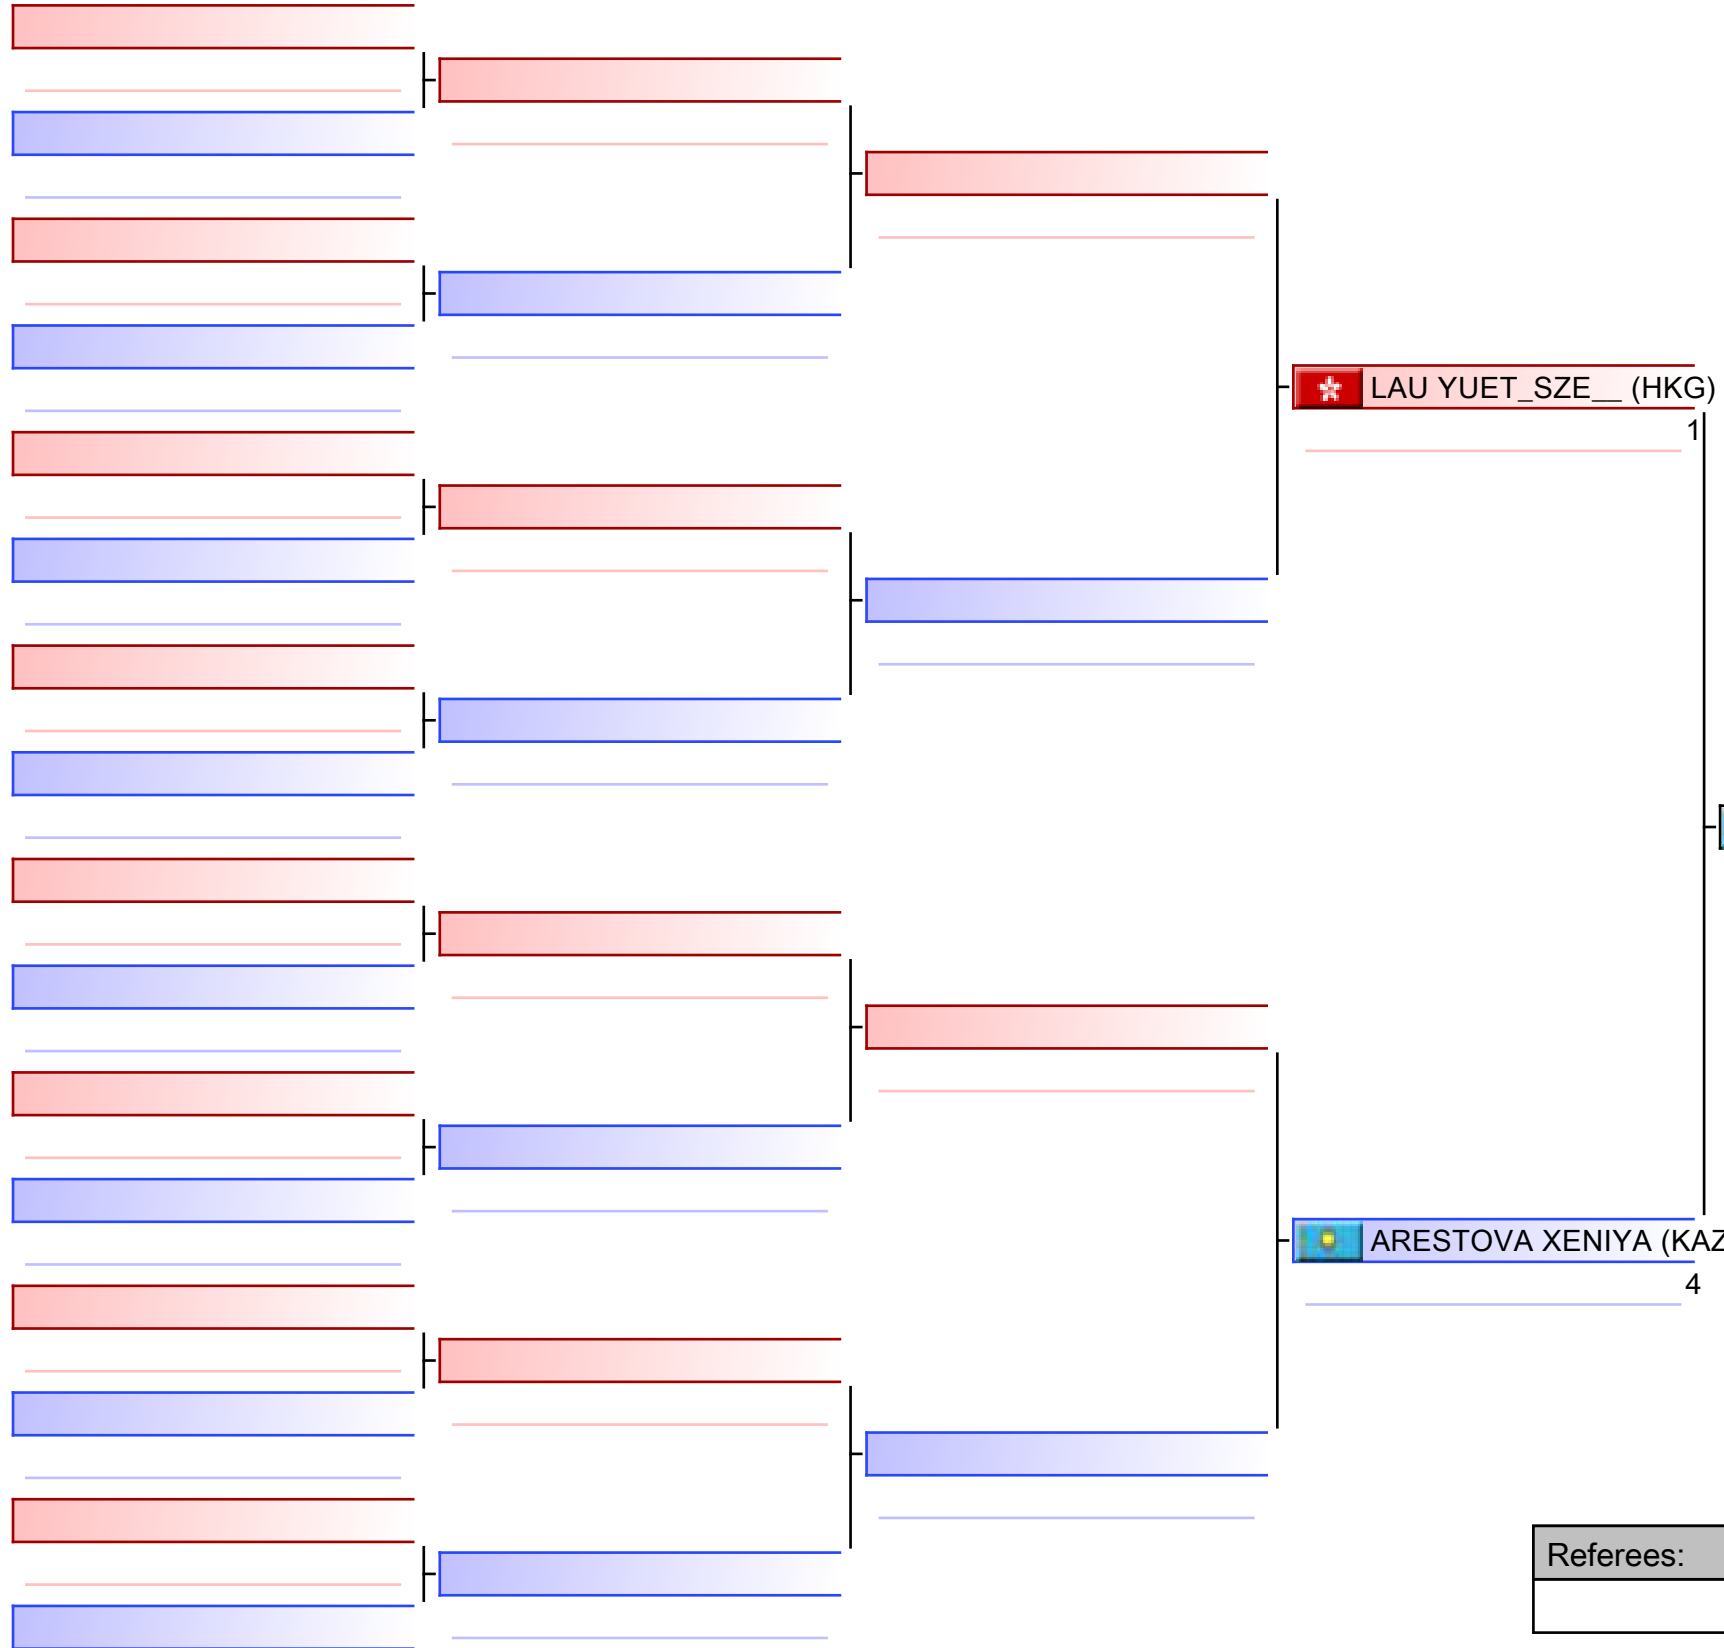 LAU YUET_SZE__ (HKG)
1
ARESTOVA XENIYA (KAZ
4
Referees: